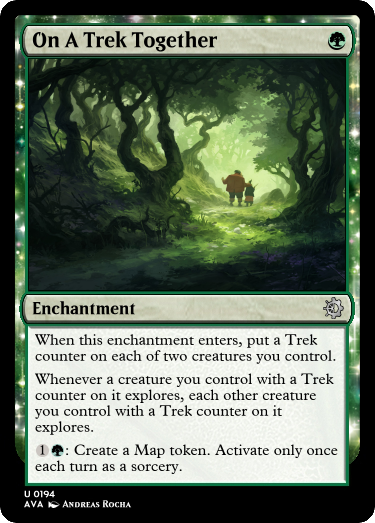 On A Trek Together
Enchantment
When this enchantment enters, put a Trek
counter on each of two creatures you control.
Whenever a creature you control with a Trek
counter on it explores, each other creature
you control with a Trek counter on it
explores.
1: Create a Map token. Activate only once
each turn as a sorcery.
U 0194
AVA Andreas Rocha